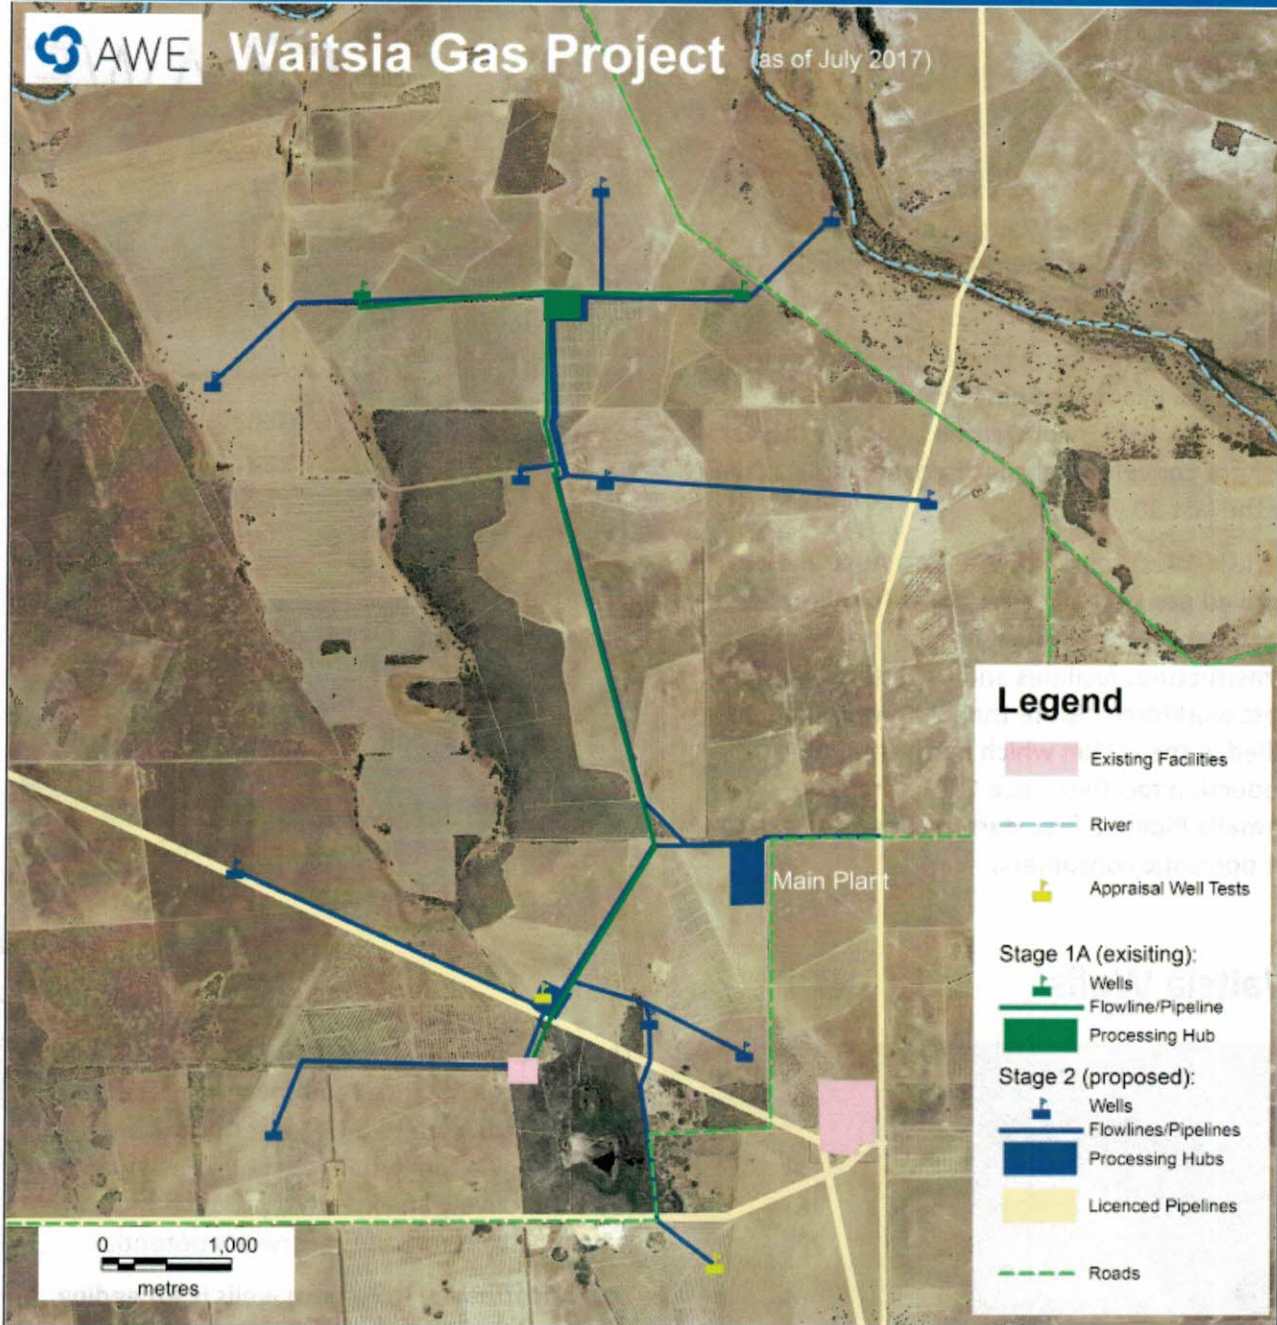 AWE Waitsia Gas Project (as of July 2017)
Main Plant
Legend
Existing Facilities
River
Appraisal Well Tests
Stage 1A (exisiting):
Wells
Flowline/Pipeline
Processing Hub
Stage 2 (proposed):
Wells
Flowlines/Pipelines
Processing Hubs
Licenced Pipelines
Roads
0 1,000
metres